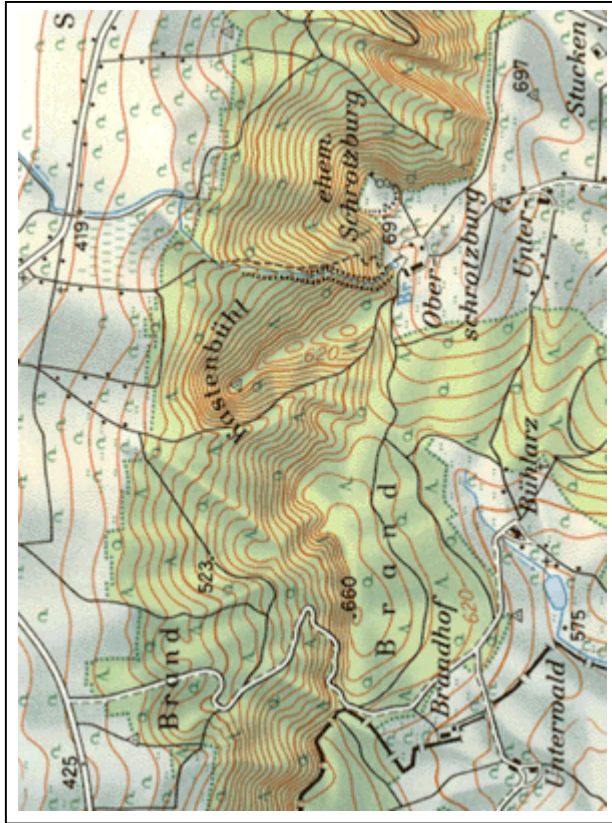 425
419
S
Brand
523
Kastenbühl
620
ehem.
Schrotzburg
660
Brand
691
Brandhof
Ober-
schrotzburg
620
Unter-
697
Bühlarz
Unterwald
575
Stucken